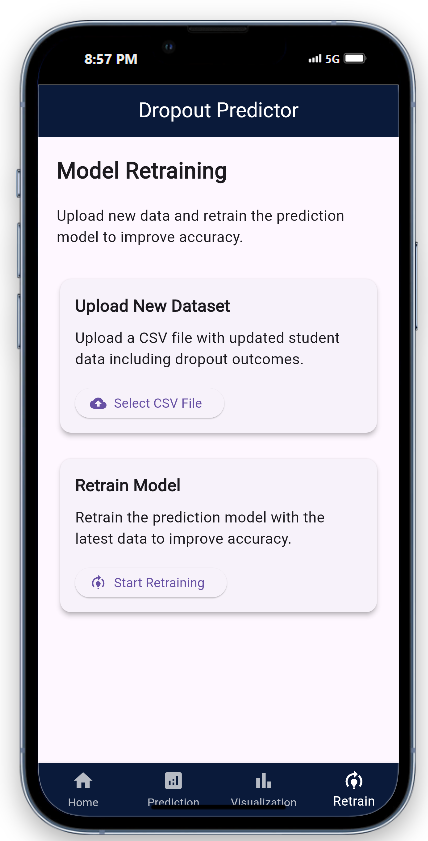 8:57 PM
5G
Dropout Predictor
Model Retraining
Upload new data and retrain the prediction
model to improve accuracy.
Upload New Dataset
Upload a CSV file with updated student
data including dropout outcomes.
Select CSV File
Retrain Model
Retrain the prediction model with the
latest data to improve accuracy.
Start Retraining
Home Prediction Visualization Retrain